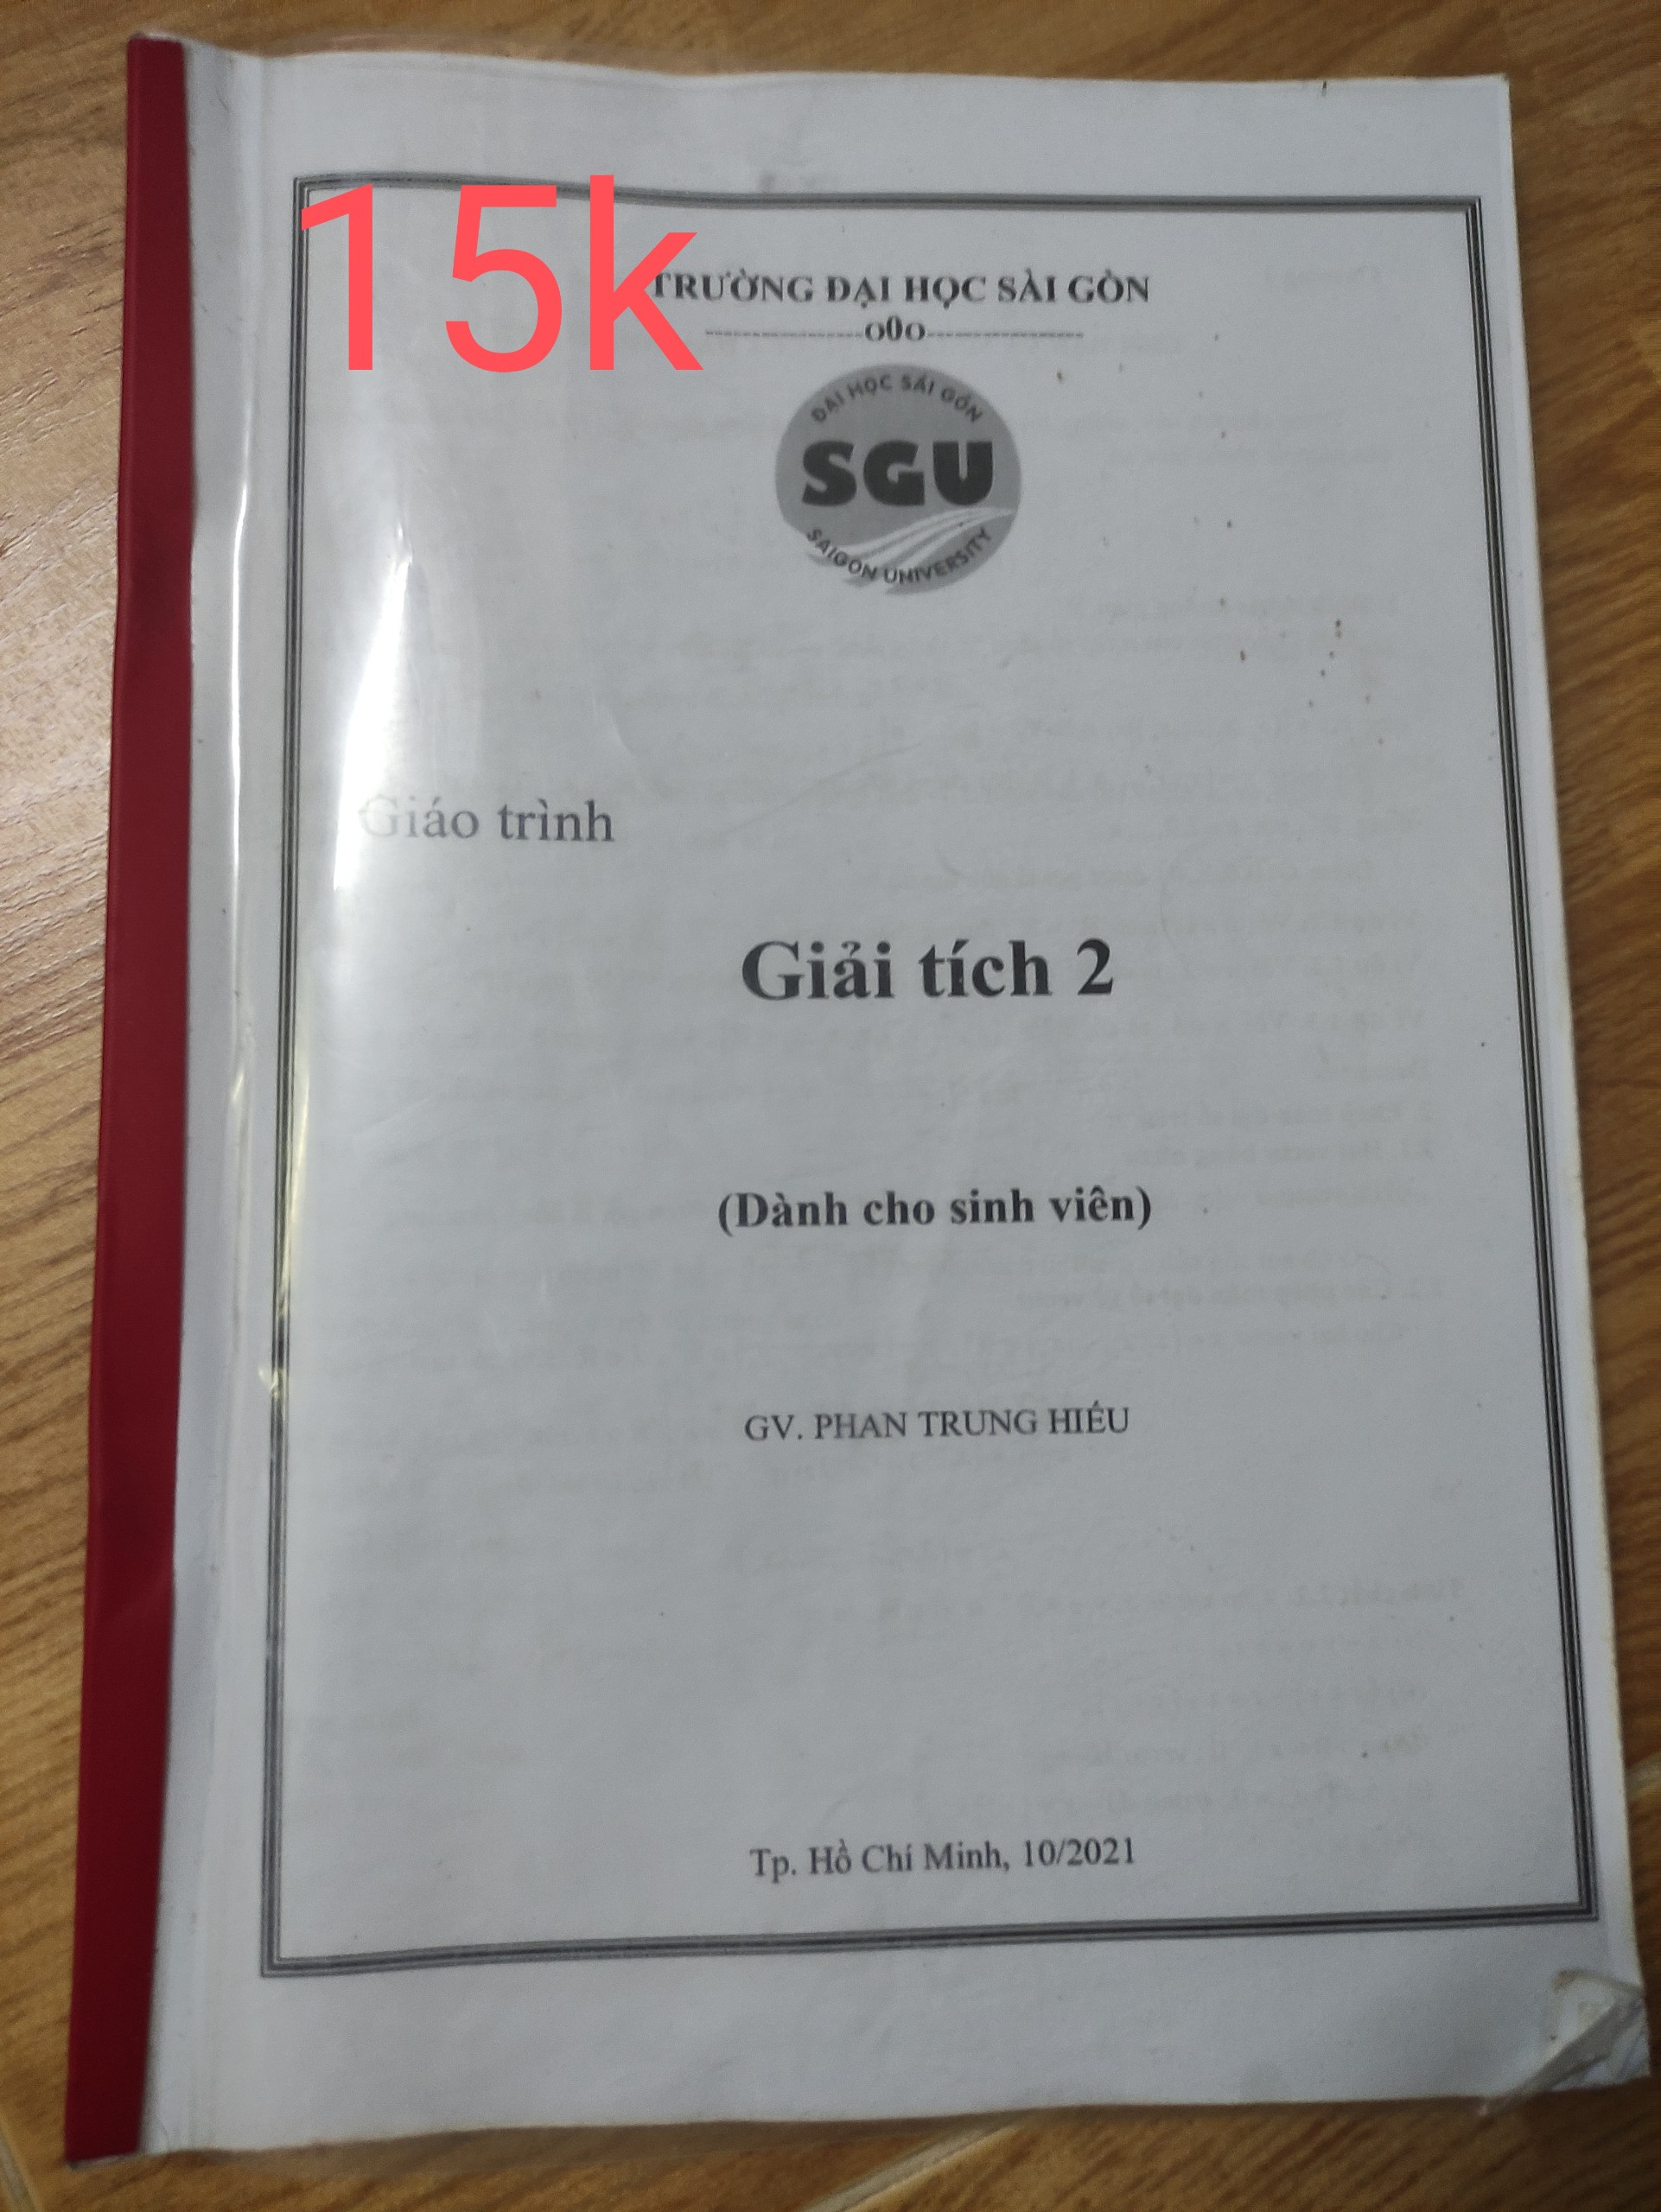 15k
TRƯỜNG ĐẠI HỌC SÀI GÒN
-----------------o0o-----------------
ĐẠI HỌC SÀI GÒN
SGU
SAIGON UNIVERSITY
Giáo trình
Giải tích 2
(Dành cho sinh viên)
GV. PHAN TRUNG HIẾU
Tp. Hồ Chí Minh, 10/2021